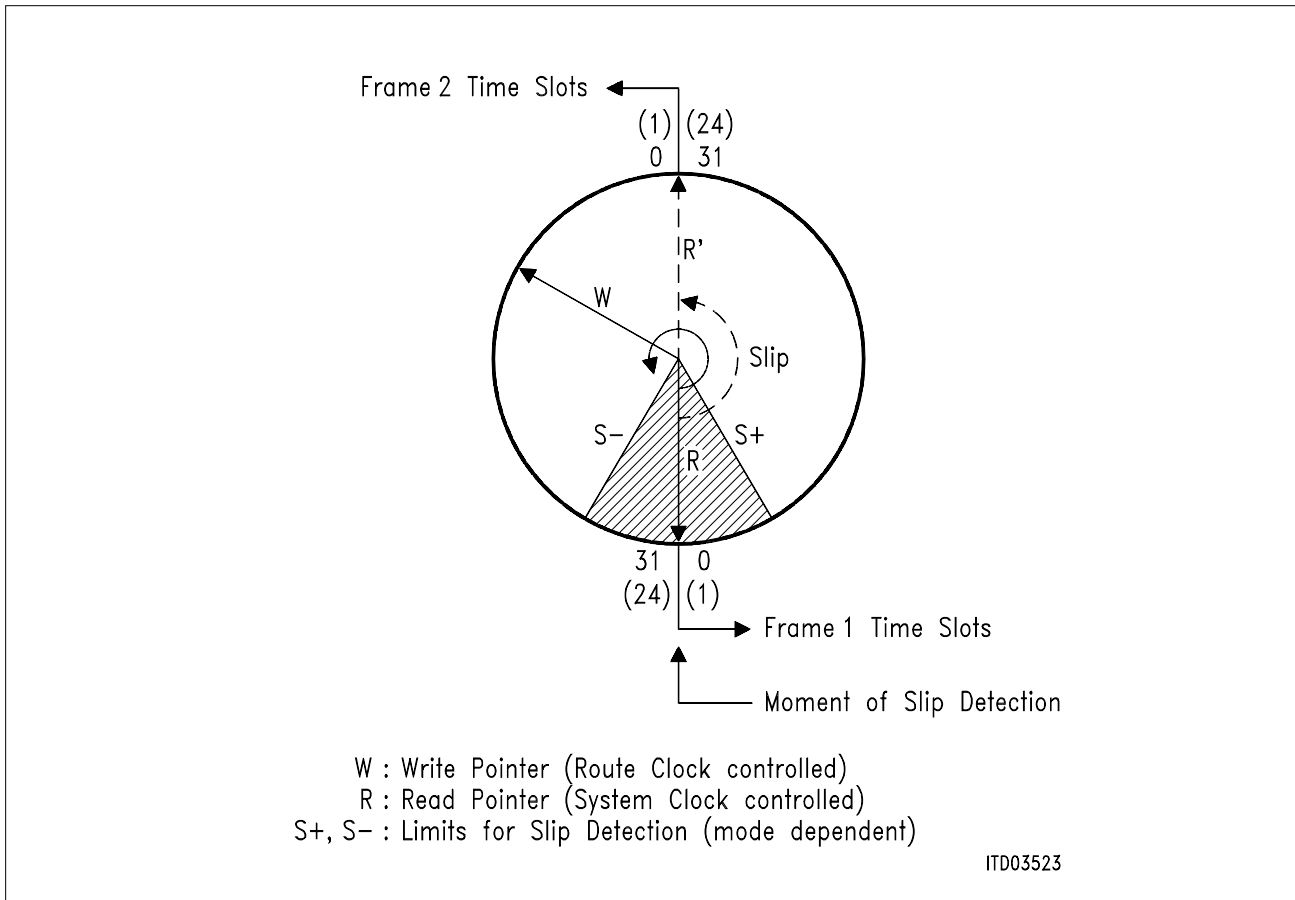 Frame 2 Time Slots
(1) (24)
0 31
R’
W
Slip
S– S+
R
31 0
(24) (1)
Frame 1 Time Slots
Moment of Slip Detection
W : Write Pointer (Route Clock controlled)
R : Read Pointer (System Clock controlled)
S+, S– : Limits for Slip Detection (mode dependent)
ITD03523